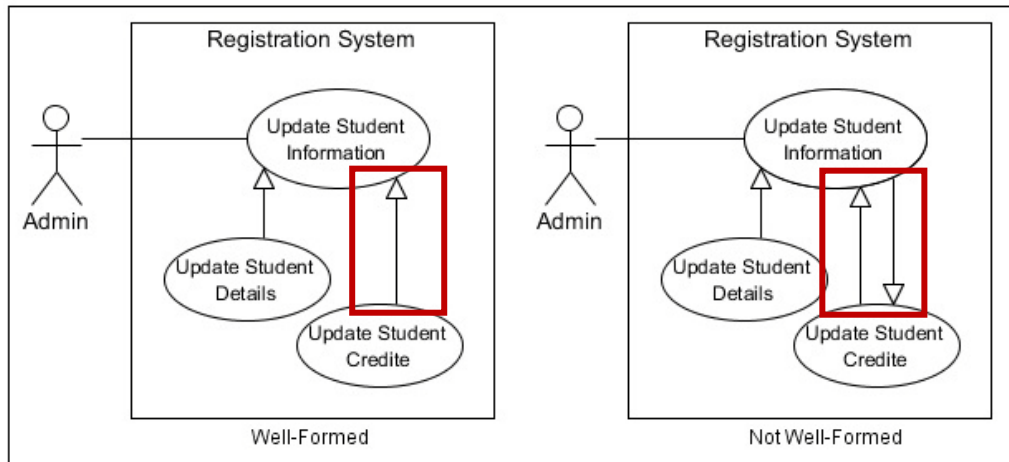 Registration System
Update Student
Information
Admin
Update Student
Details
Update Student
Credite
Well-Formed
Registration System
Update Student
Information
Admin
Update Student
Details
Update Student
Credite
Not Well-Formed